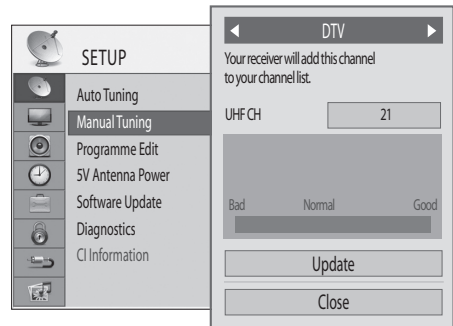 SETUP
Auto Tuning
Manual Tuning
Programme Edit
5V Antenna Power
Software Update
Diagnostics
CI Information
DTV
Your receiver will add this channel
to your channel list.
UHF CH 21
Bad Normal Good
Update
Close